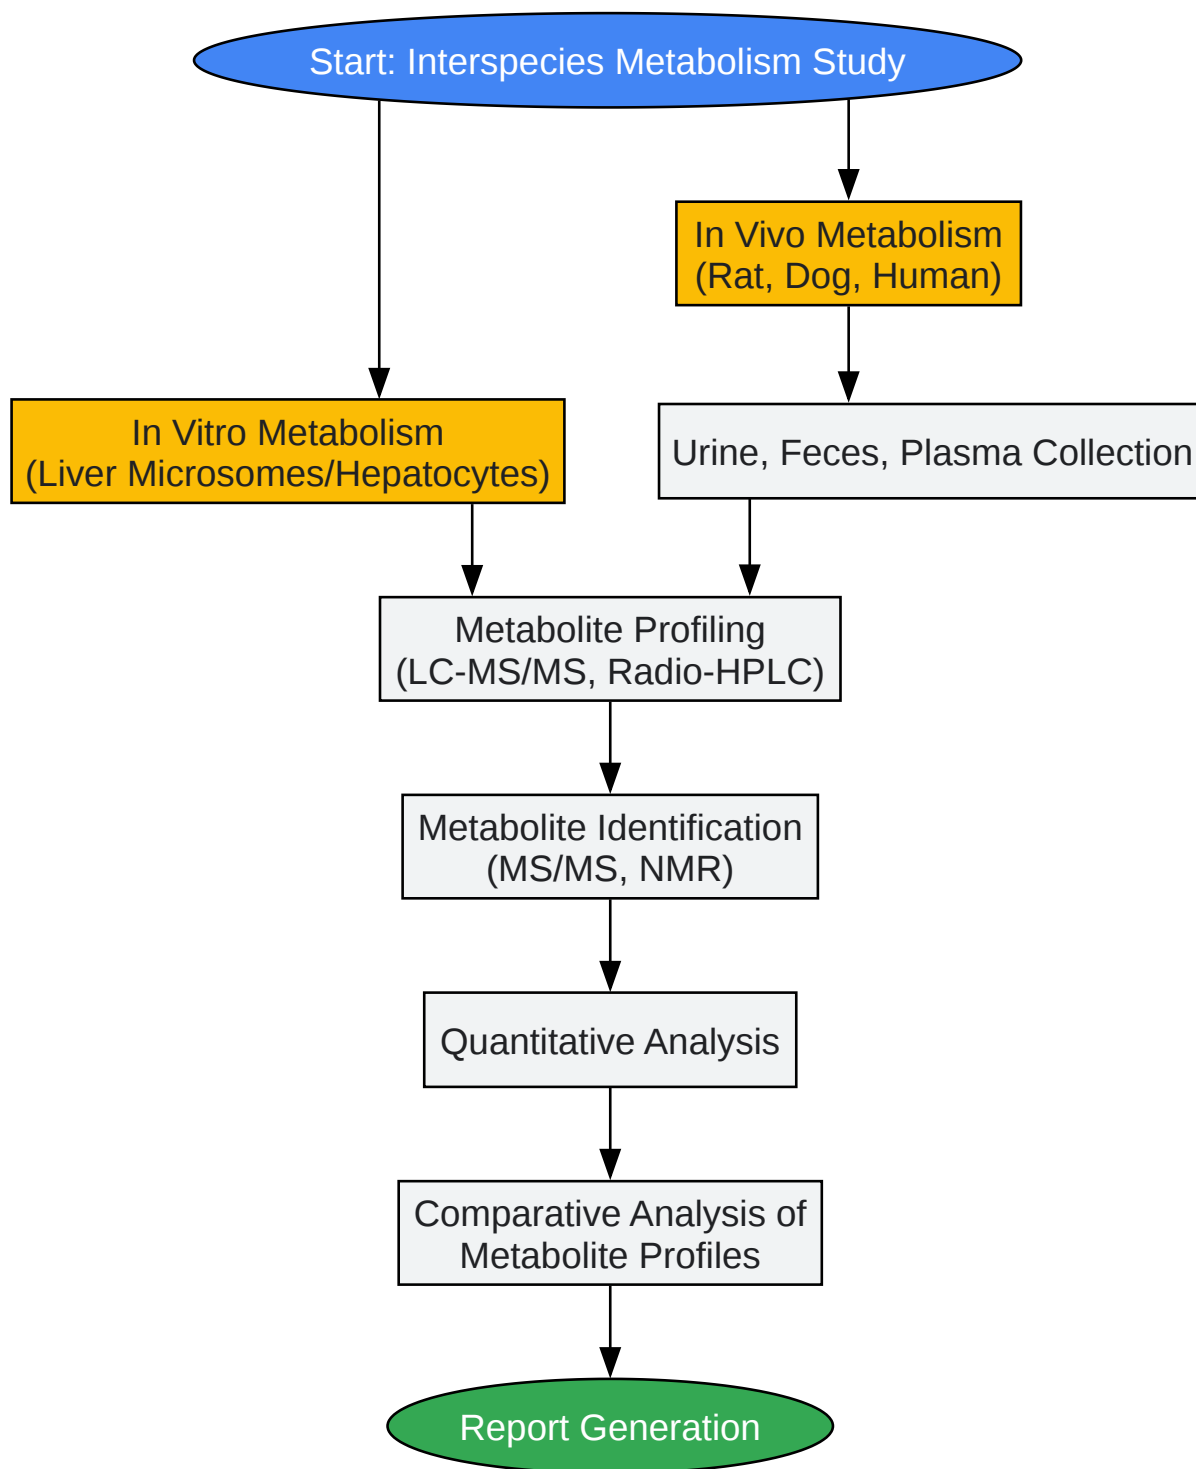 Start: Interspecies Metabolism Study
In Vivo Metabolism
(Rat, Dog, Human)
In Vitro Metabolism
(Liver Microsomes/Hepatocytes)
Urine, Feces, Plasma Collection
Metabolite Profiling
(LC-MS/MS, Radio-HPLC)
Metabolite Identification
(MS/MS, NMR)
Quantitative Analysis
Comparative Analysis of
Metabolite Profiles
Report Generation